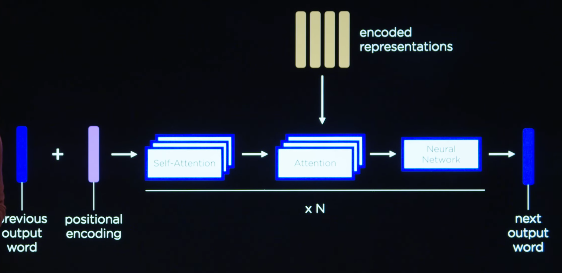 encoded
representations
Self-Attention
Attention
Neural
Network
x N
previous
output
word
positional
encoding
next
output
word